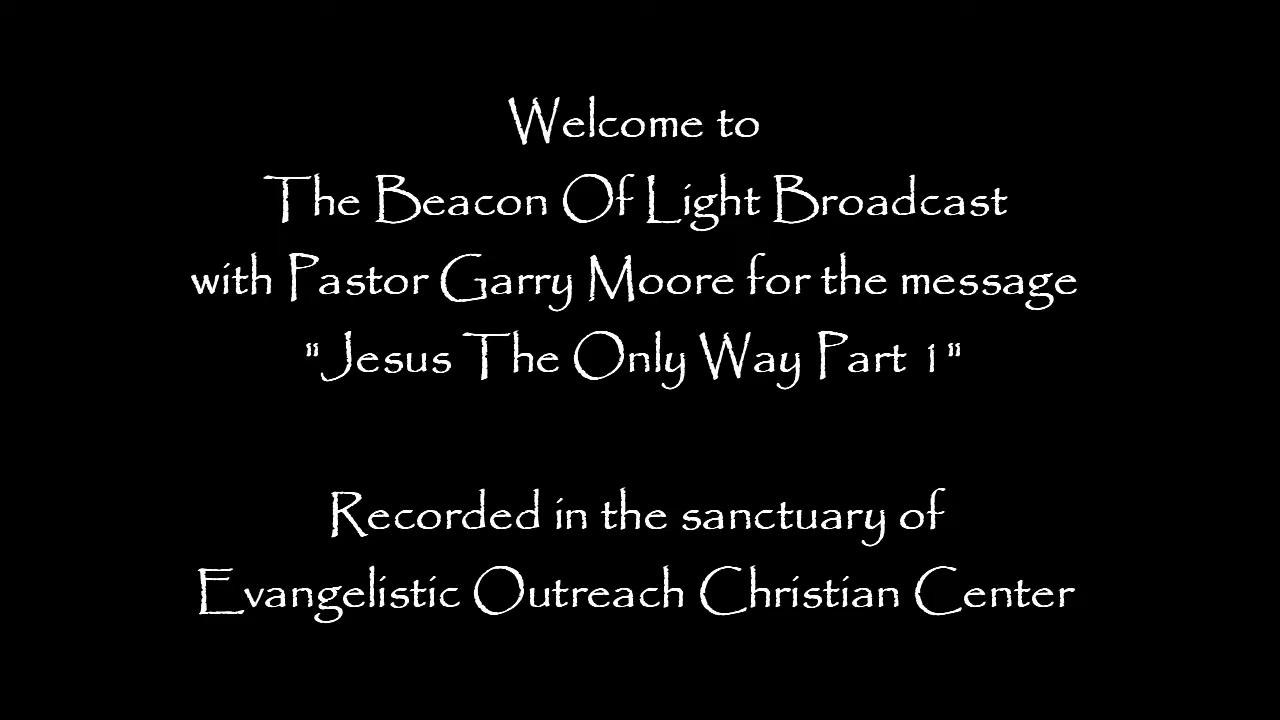 Welcome to
The Beacon Of Light Broadcast
with Pastor Garry Moore for the message
"Jesus The Only Way Part 1"
Recorded in the sanctuary of
Evangelistic Outreach Christian Center